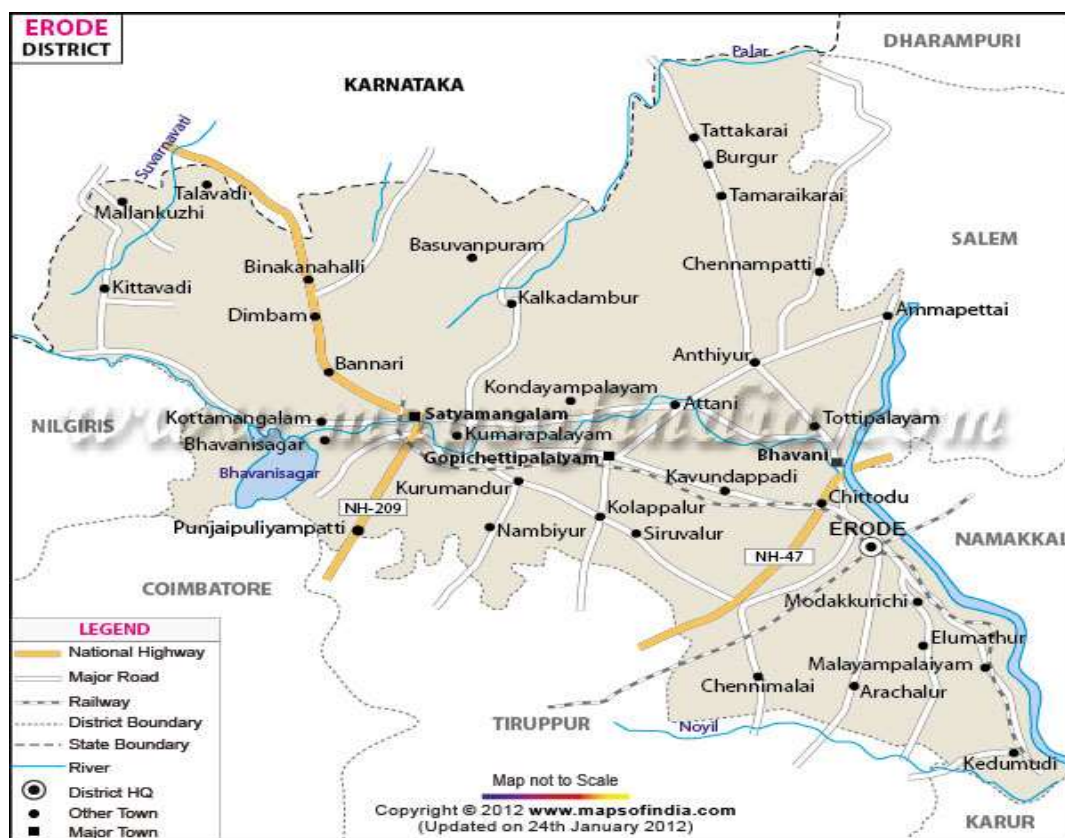 ERODE
DISTRICT
DHARAMPURI
Palar
KARNATAKA
Suvarnavati
Tattakarai
Burgur
Talavadi
Mallankuzhi
Tamaraikarai
SALEM
Basuvanpuram
Binakanahalli
Chennampatti
Kittavadi
Kalkadambur
Ammapettai
Dimbam
Anthiyur
Bannari
Kondayampalayam
Attani
www.mapsofindia.com
NILGIRIS
Kottamangalam
Satyamangalam
Tottipalayam
Bhavanisagar
Kumarapalayam
Gopichettipalaiyam
Bhavani
Bhavanisagar
Kurumandur
Kavundappadi
NH-209
Kolappalur
Chittodu
Punjaipuliyampatti
Nambiyur
Siruvalur
ERODE
NAMAKKAL
NH-47
COIMBATORE
Modakkurichi
LEGEND
National Highway
Major Road
Railway
District Boundary
State Boundary
River
District HQ
Other Town
Major Town
Elumathur
Malayampalaiyam
Chennimalai
Arachalur
TIRUPPUR
Noyil
Kedumudi
Map not to Scale
Copyright © 2012 www.mapsofindia.com
(Updated on 24th January 2012)
KARUR